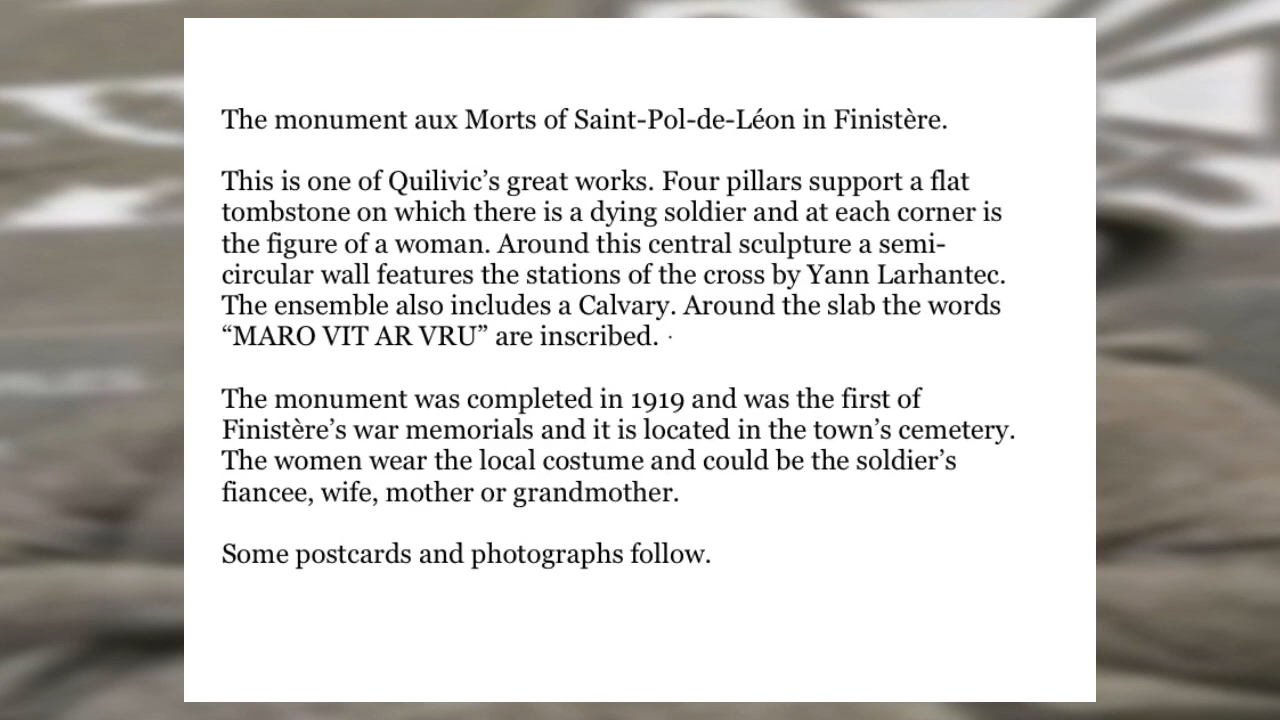 The monument aux Morts of Saint-Pol-de-Léon in Finistère.
This is one of Quilivic’s great works. Four pillars support a flat
tombstone on which there is a dying soldier and at each corner is
the figure of a woman. Around this central sculpture a semi-
circular wall features the stations of the cross by Yann Larhantec.
The ensemble also includes a Calvary. Around the slab the words
“MARO VIT AR VRU” are inscribed. ·
The monument was completed in 1919 and was the first of
Finistère’s war memorials and it is located in the town’s cemetery.
The women wear the local costume and could be the soldier’s
fiancee, wife, mother or grandmother.
Some postcards and photographs follow.